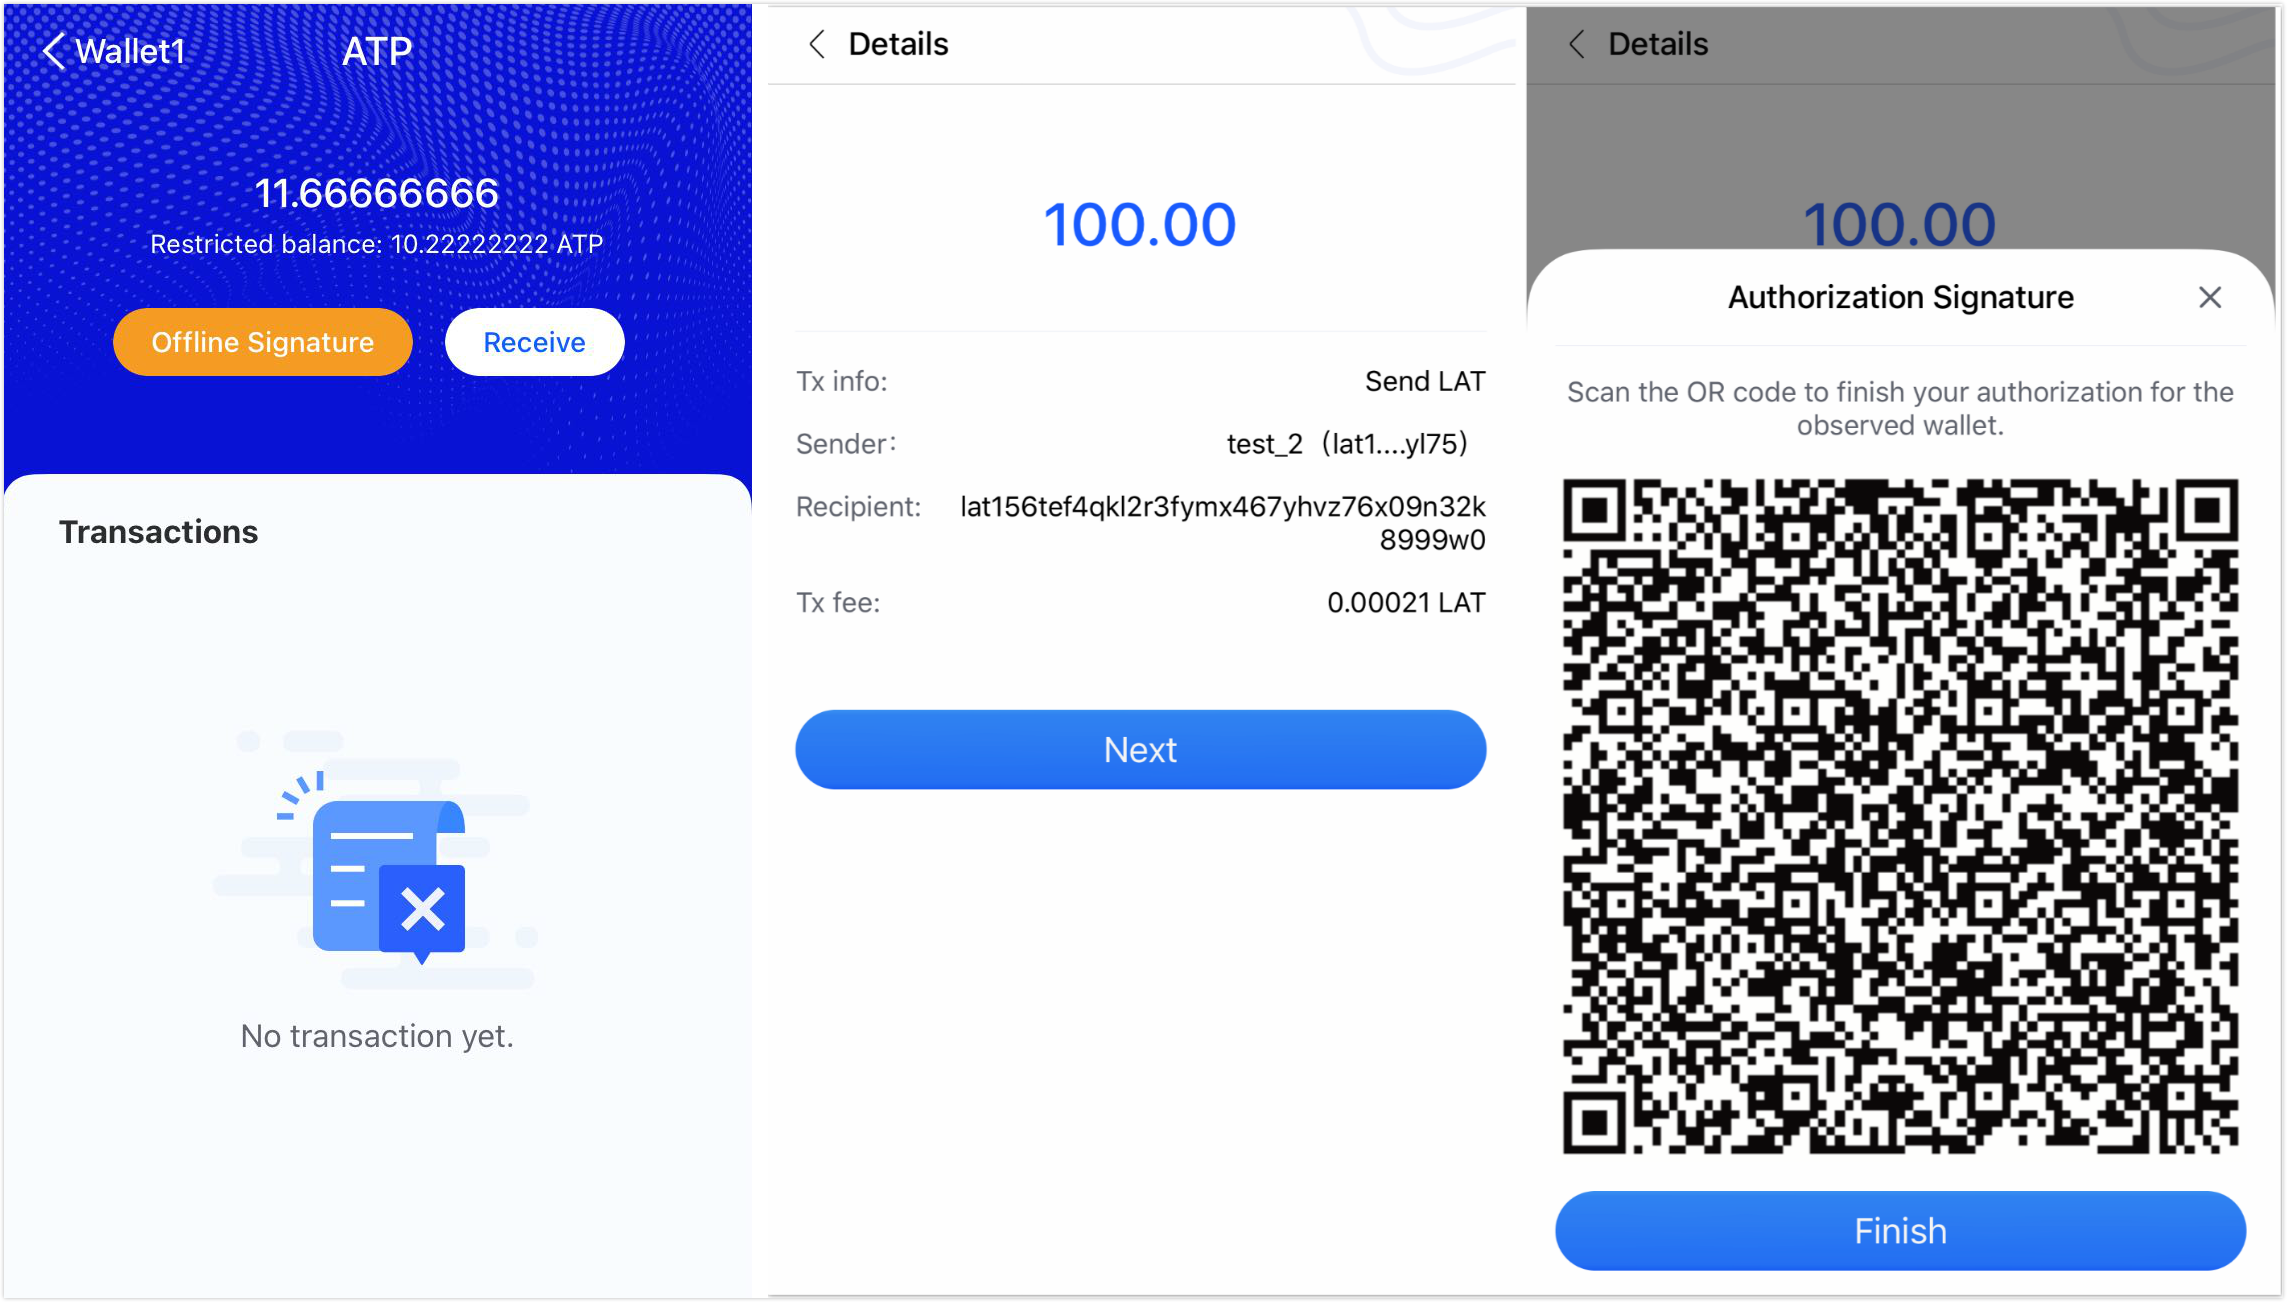 Wallet1
ATP
11.66666666
Restricted balance: 10.22222222 ATP
Offline Signature
Receive
Transactions
No transaction yet.
Details
100.00
Tx info:
Send LAT
Sender:
test_2（lat1....yl75）
Recipient:
lat156tef4qkl2r3fymx467yhvz76x09n32k
8999w0
Tx fee:
0.00021 LAT
Next
Details
100.00
Authorization Signature
Scan the OR code to finish your authorization for the
observed wallet.
Finish